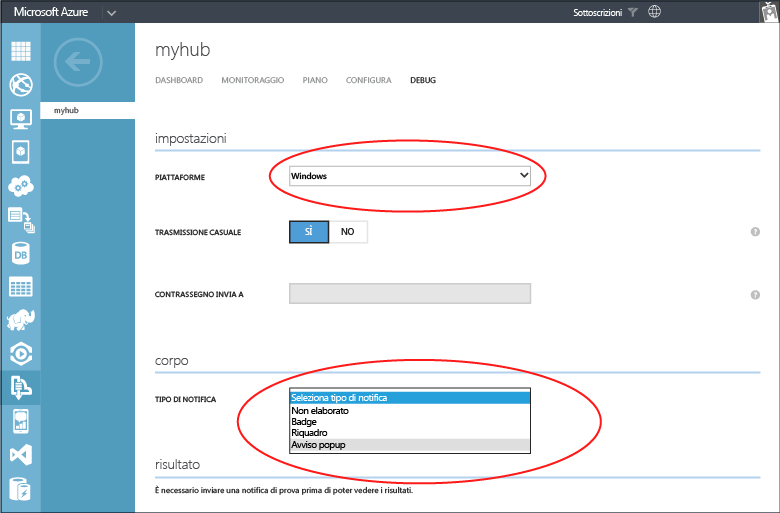 Microsoft Azure
Sottoscrizioni
myhub
myhub
DASHBOARD MONITORAGGIO PIANO CONFIGURA DEBUG
impostazioni
PIATTAFORME
Windows
TRASMISSIONE CASUALE
SÌ NO
?
CONTRASSEGNO INVIA A
?
corpo
TIPO DI NOTIFICA
Seleziona tipo di notifica
Non elaborato
Badge
Riquadro
Avviso popup
risultato
È necessario inviare una notifica di prova prima di poter vedere i risultati.
DB